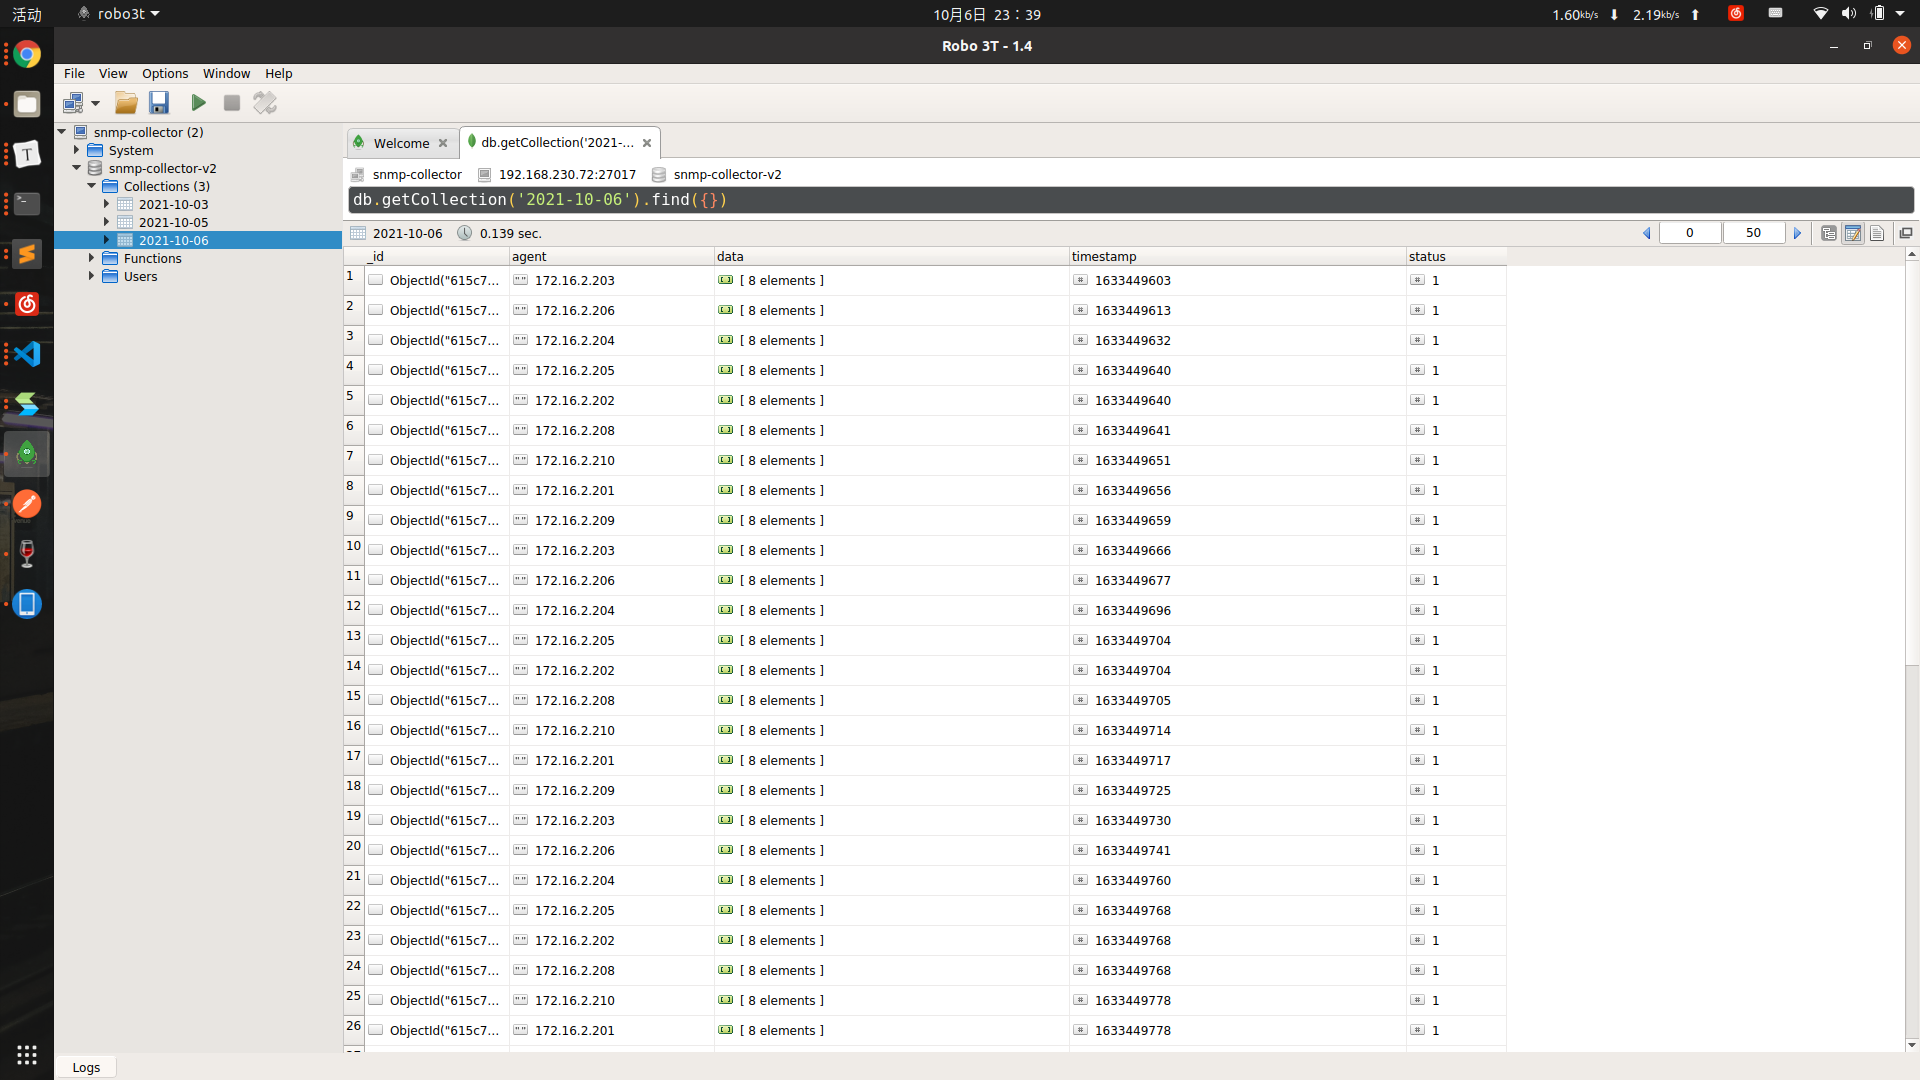 活动 robo3t 10月6日 23：39 1.60kb/s 2.19kb/s
Robo 3T - 1.4
File View Options Window Help
snmp-collector (2)
System
snmp-collector-v2
Collections (3)
2021-10-03
2021-10-05
2021-10-06
Functions
Users
Welcome db.getCollection('2021-...
snmp-collector 192.168.230.72:27017 snmp-collector-v2
db.getCollection('2021-10-06').find({})
2021-10-06 0.139 sec. 0 50
_id agent data timestamp status
1 ObjectId("615c7... 172.16.2.203 [ 8 elements ] 1633449603 1
2 ObjectId("615c7... 172.16.2.206 [ 8 elements ] 1633449613 1
3 ObjectId("615c7... 172.16.2.204 [ 8 elements ] 1633449632 1
4 ObjectId("615c7... 172.16.2.205 [ 8 elements ] 1633449640 1
5 ObjectId("615c7... 172.16.2.202 [ 8 elements ] 1633449640 1
6 ObjectId("615c7... 172.16.2.208 [ 8 elements ] 1633449641 1
7 ObjectId("615c7... 172.16.2.210 [ 8 elements ] 1633449651 1
8 ObjectId("615c7... 172.16.2.201 [ 8 elements ] 1633449656 1
9 ObjectId("615c7... 172.16.2.209 [ 8 elements ] 1633449659 1
10 ObjectId("615c7... 172.16.2.203 [ 8 elements ] 1633449666 1
11 ObjectId("615c7... 172.16.2.206 [ 8 elements ] 1633449677 1
12 ObjectId("615c7... 172.16.2.204 [ 8 elements ] 1633449696 1
13 ObjectId("615c7... 172.16.2.205 [ 8 elements ] 1633449704 1
14 ObjectId("615c7... 172.16.2.202 [ 8 elements ] 1633449704 1
15 ObjectId("615c7... 172.16.2.208 [ 8 elements ] 1633449705 1
16 ObjectId("615c7... 172.16.2.210 [ 8 elements ] 1633449714 1
17 ObjectId("615c7... 172.16.2.201 [ 8 elements ] 1633449717 1
18 ObjectId("615c7... 172.16.2.209 [ 8 elements ] 1633449725 1
19 ObjectId("615c7... 172.16.2.203 [ 8 elements ] 1633449730 1
20 ObjectId("615c7... 172.16.2.206 [ 8 elements ] 1633449741 1
21 ObjectId("615c7... 172.16.2.204 [ 8 elements ] 1633449760 1
22 ObjectId("615c7... 172.16.2.205 [ 8 elements ] 1633449768 1
23 ObjectId("615c7... 172.16.2.202 [ 8 elements ] 1633449768 1
24 ObjectId("615c7... 172.16.2.208 [ 8 elements ] 1633449768 1
25 ObjectId("615c7... 172.16.2.210 [ 8 elements ] 1633449778 1
26 ObjectId("615c7... 172.16.2.201 [ 8 elements ] 1633449778 1
Logs